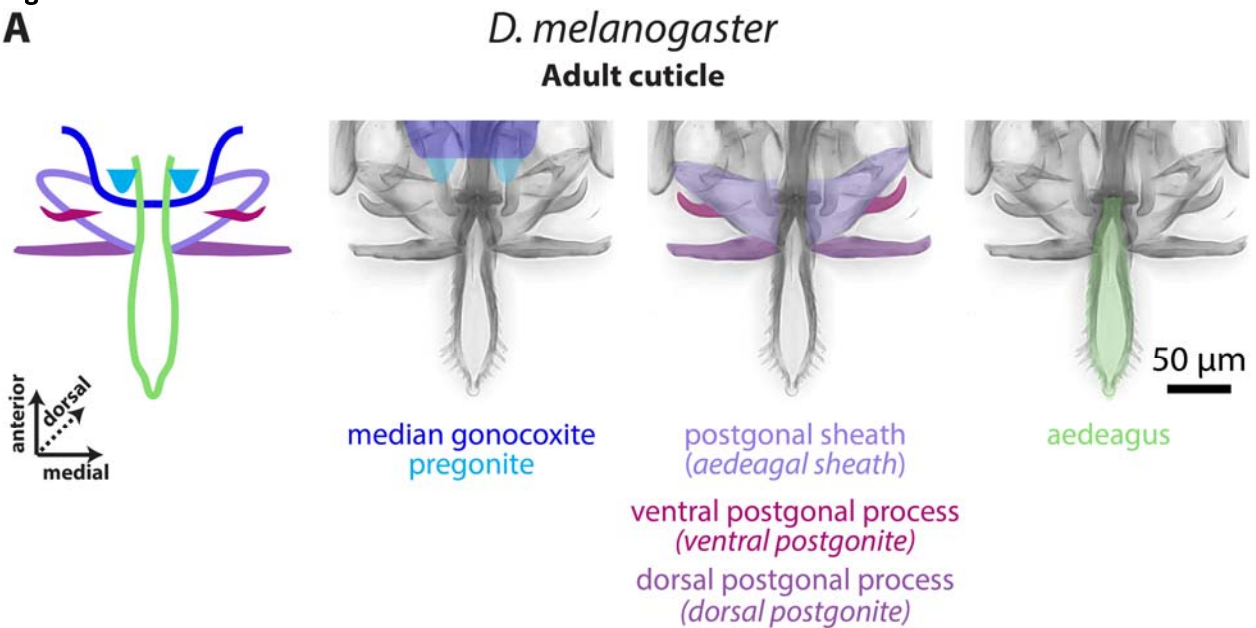 A
D. melanogaster
Adult cuticle
anterior
dorsal
medial
50 μm
median gonocoxite
pregonite
postgonal sheath
(aedeagal sheath)
ventral postgonal process
(ventral postgonite)
dorsal postgonal process
(dorsal postgonite)
aedeagus